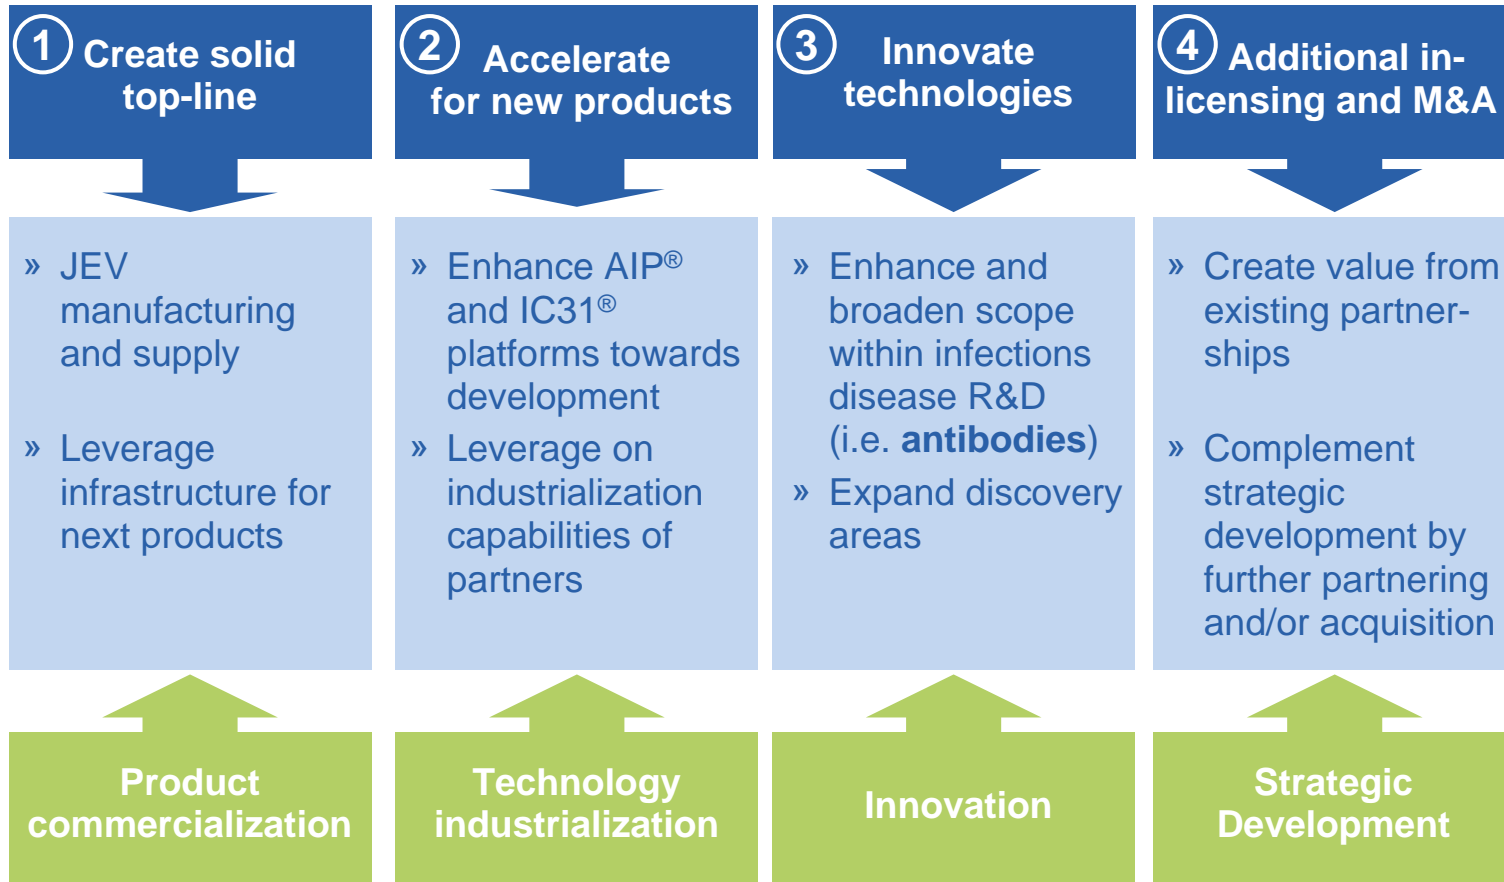 1
Create solid
top-line
» JEV
manufacturing
and supply
» Leverage
infrastructure for
next products
Product
commercialization
2
Accelerate
for new products
» Enhance AIP®
and IC31®
platforms towards
development
» Leverage on
industrialization
capabilities of
partners
Technology
industrialization
3
Innovate
technologies
» Enhance and
broaden scope
within infections
disease R&D
(i.e. antibodies)
» Expand discovery
areas
Innovation
4
Additional in-
licensing and M&A
» Create value from
existing partner-
ships
» Complement
strategic
development by
further partnering
and/or acquisition
Strategic
Development